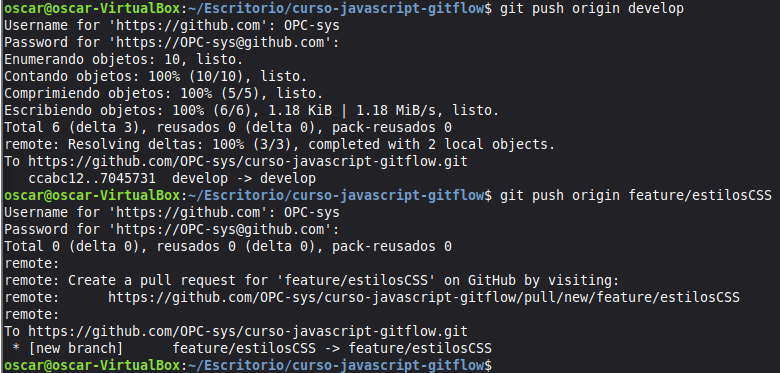 oscar@oscar-VirtualBox:~/Escritorio/curso-javascript-gitflow$ git push origin develop
Username for 'https://github.com': OPC-sys
Password for 'https://OPC-sys@github.com':
Enumerando objetos: 10, listo.
Contando objetos: 100% (10/10), listo.
Comprimiendo objetos: 100% (5/5), listo.
Escribiendo objetos: 100% (6/6), 1.18 KiB | 1.18 MiB/s, listo.
Total 6 (delta 3), reusados 0 (delta 0), pack-reusados 0
remote: Resolving deltas: 100% (3/3), completed with 2 local objects.
To https://github.com/OPC-sys/curso-javascript-gitflow.git
   ccabc12..7045731  develop -> develop
oscar@oscar-VirtualBox:~/Escritorio/curso-javascript-gitflow$ git push origin feature/estilosCSS
Username for 'https://github.com': OPC-sys
Password for 'https://OPC-sys@github.com':
Total 0 (delta 0), reusados 0 (delta 0), pack-reusados 0
remote:
remote: Create a pull request for 'feature/estilosCSS' on GitHub by visiting:
remote:      https://github.com/OPC-sys/curso-javascript-gitflow/pull/new/feature/estilosCSS
remote:
To https://github.com/OPC-sys/curso-javascript-gitflow.git
 * [new branch]      feature/estilosCSS -> feature/estilosCSS
oscar@oscar-VirtualBox:~/Escritorio/curso-javascript-gitflow$